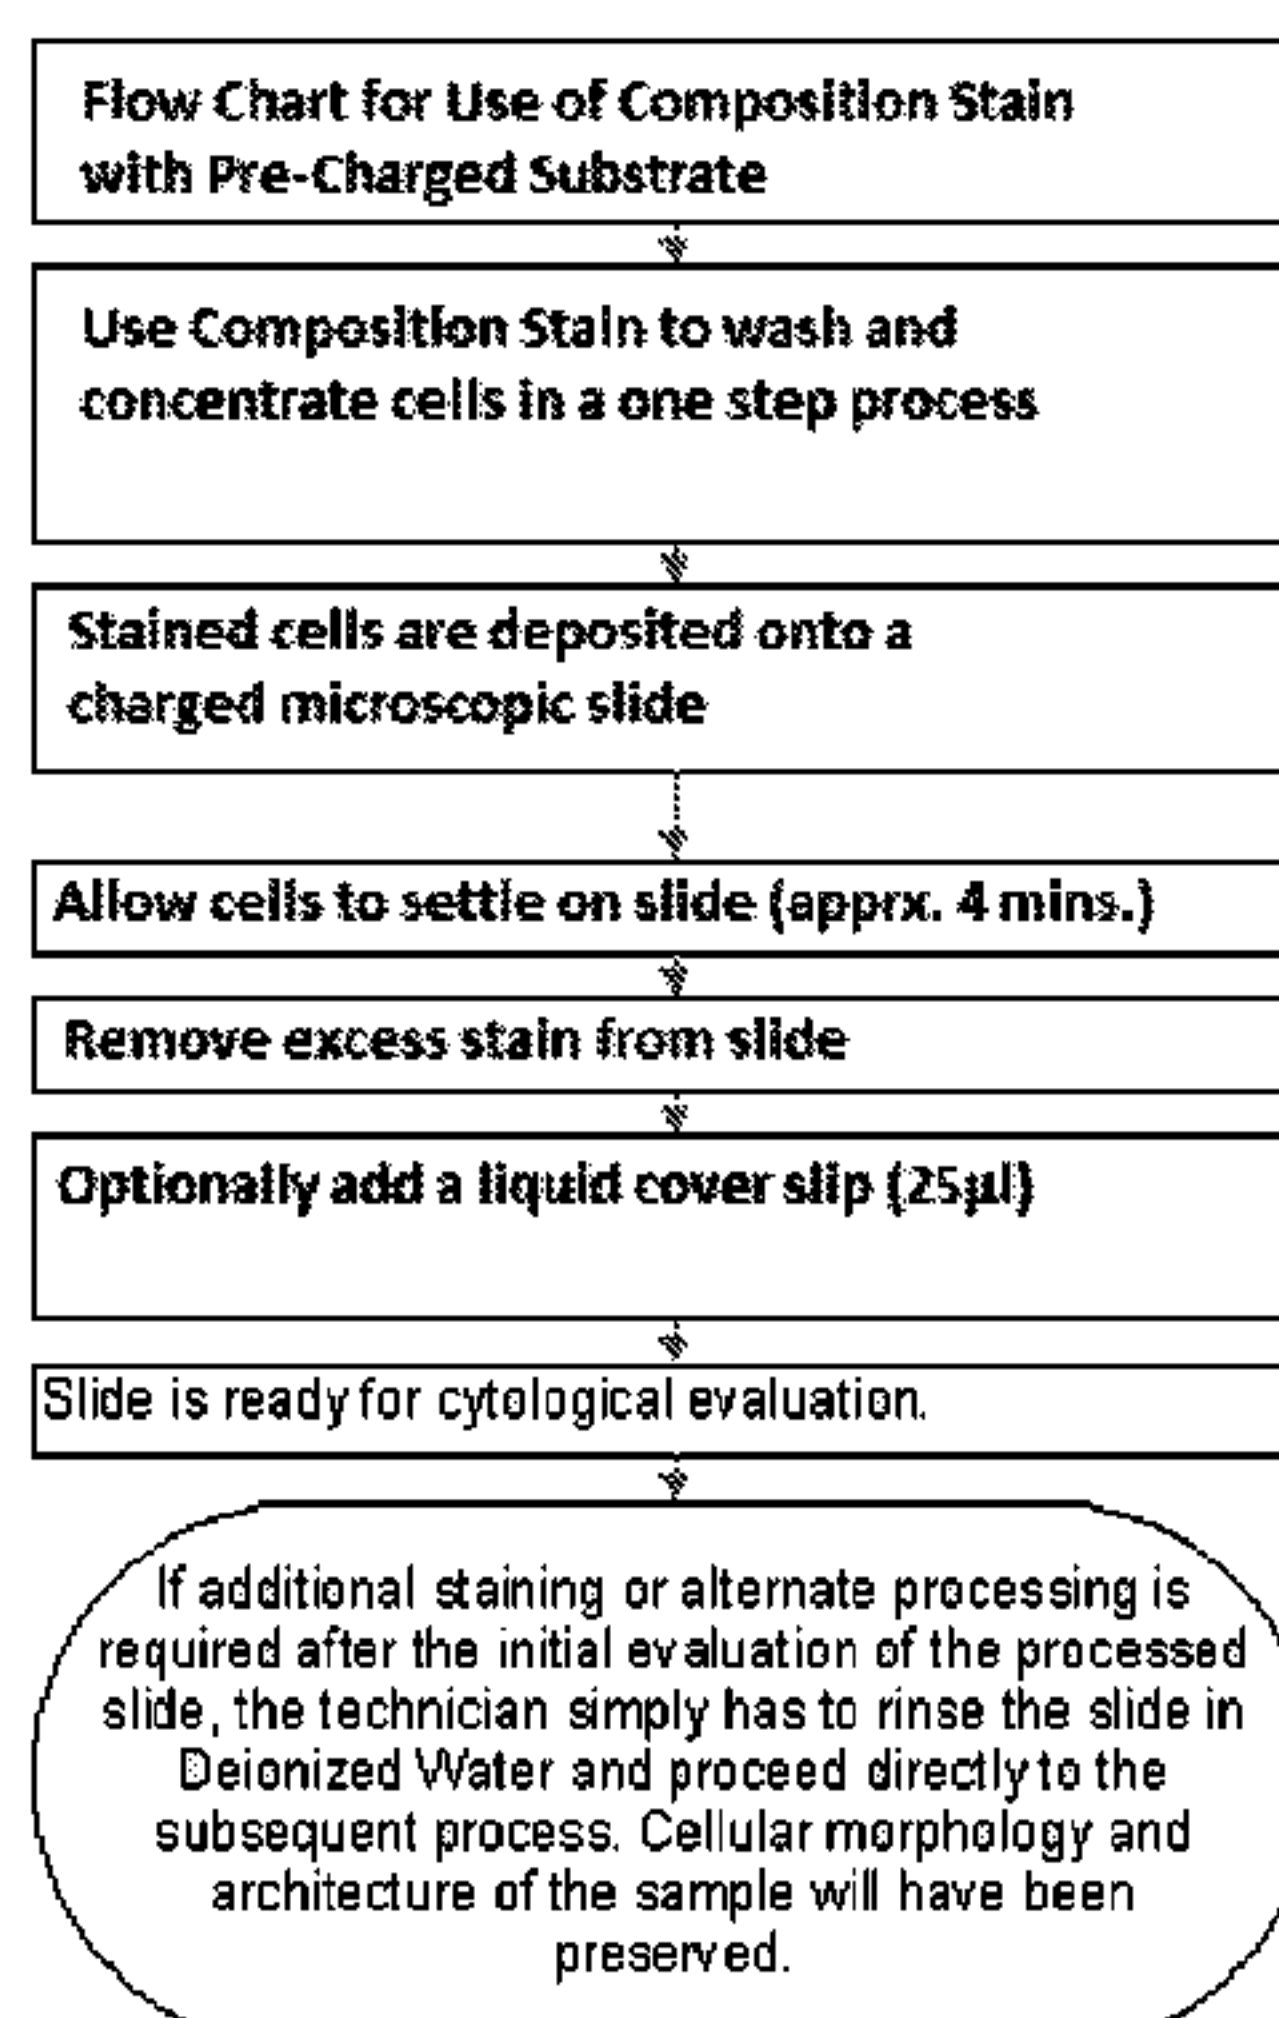 Flow Chart for Use of Composition Stain
with Pre-Charged Substrate
Use Composition Stain to wash and
concentrate cells in a one step process
Stained cells are deposited onto a
charged microscopic slide
Allow cells to settle on slide (apprx. 4 mins.)
Remove excess stain from slide
Optionally add a liquid cover slip (25µl)
Slide is ready for cytological evaluation.
If additional staining or alternate processing is
required after the initial evaluation of the processed
slide, the technician simply has to rinse the slide in
Deionized Water and proceed directly to the
subsequent process. Cellular morphology and
architecture of the sample will have been
preserved.